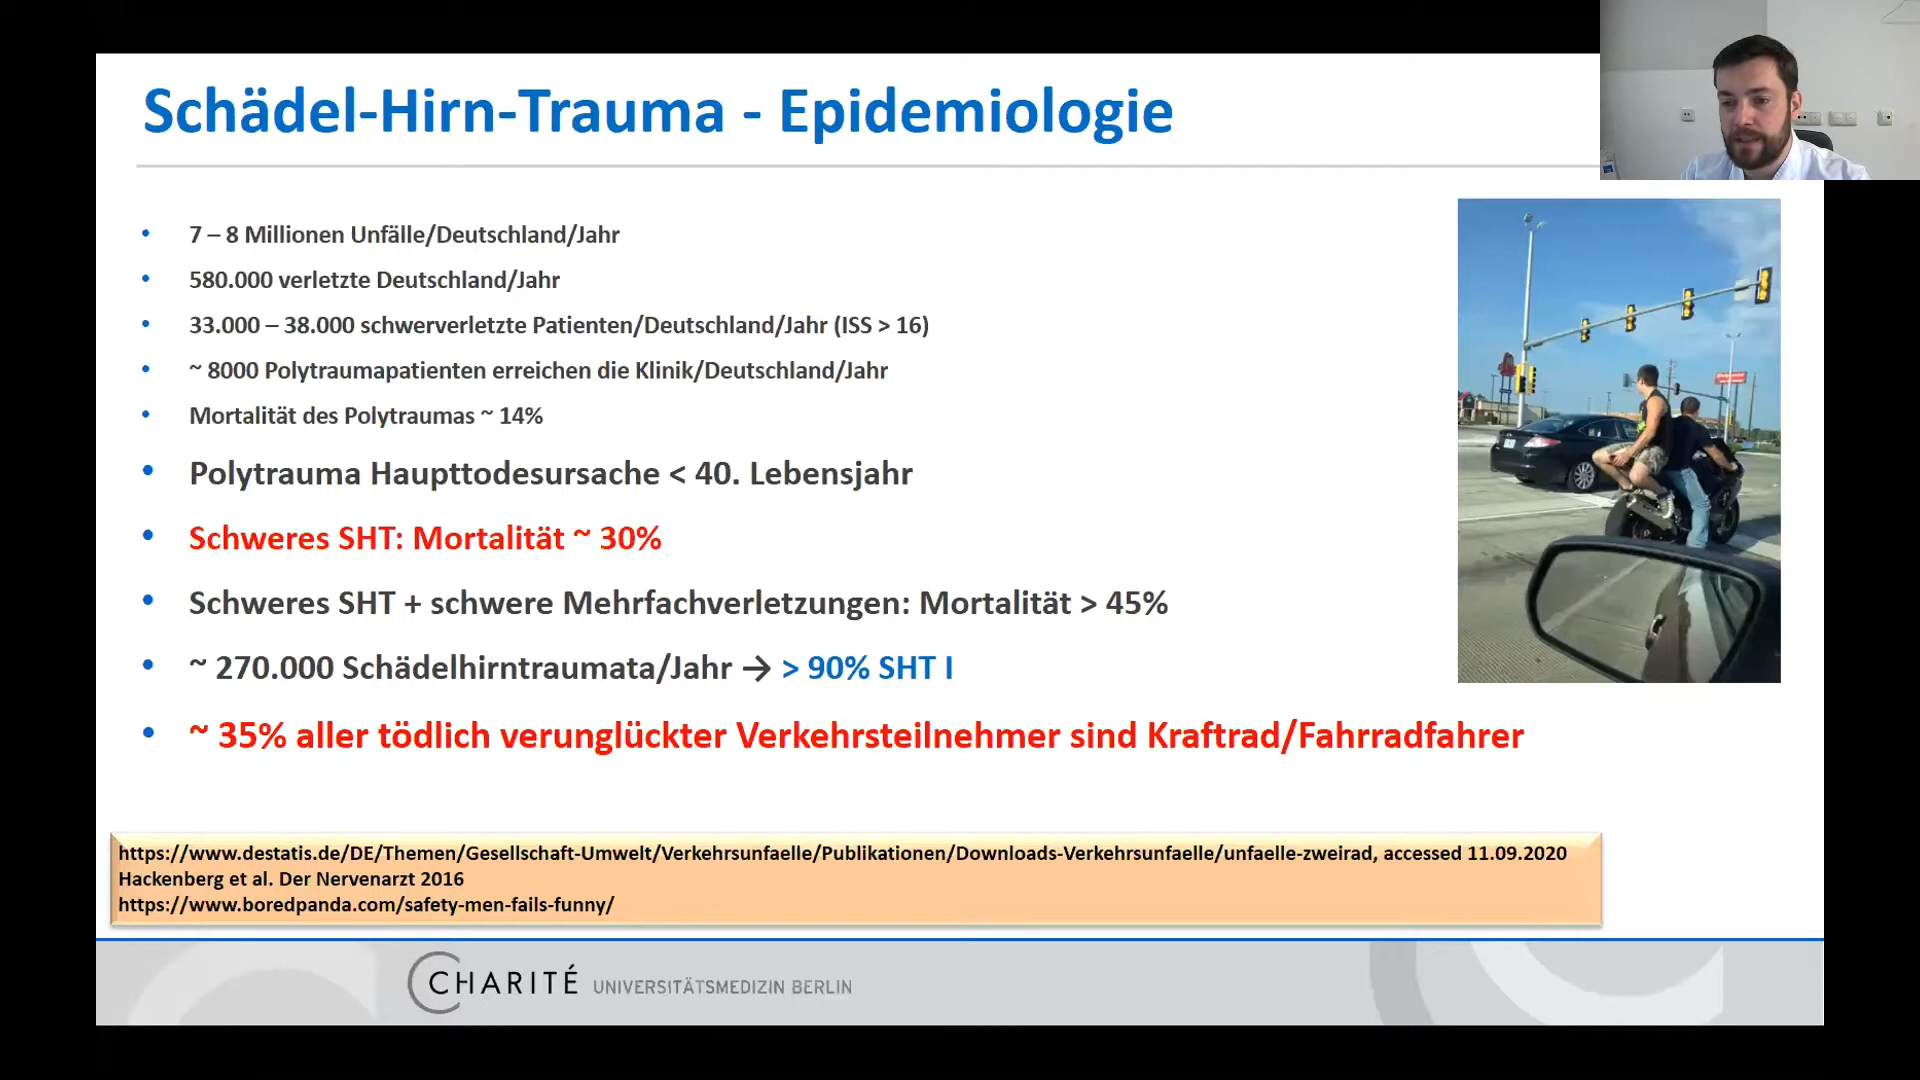 Schädel-Hirn-Trauma - Epidemiologie
• 7 – 8 Millionen Unfälle/Deutschland/Jahr
• 580.000 verletzte Deutschland/Jahr
• 33.000 – 38.000 schwerverletzte Patienten/Deutschland/Jahr (ISS > 16)
• ~ 8000 Polytraumapatienten erreichen die Klinik/Deutschland/Jahr
• Mortalität des Polytraumas ~ 14%
• Polytrauma Haupttodesursache < 40. Lebensjahr
• Schweres SHT: Mortalität ~ 30%
• Schweres SHT + schwere Mehrfachverletzungen: Mortalität > 45%
• ~ 270.000 Schädelhirntraumata/Jahr → > 90% SHT I
• ~ 35% aller tödlich verunglückter Verkehrsteilnehmer sind Kraftrad/Fahrradfahrer
https://www.destatis.de/DE/Themen/Gesellschaft-Umwelt/Verkehrsunfaelle/Publikationen/Downloads-Verkehrsunfaelle/unfaelle-zweirad, accessed 11.09.2020
Hackenberg et al. Der Nervenarzt 2016
https://www.boredpanda.com/safety-men-fails-funny/
CHARITÉ UNIVERSITÄTSMEDIZIN BERLIN